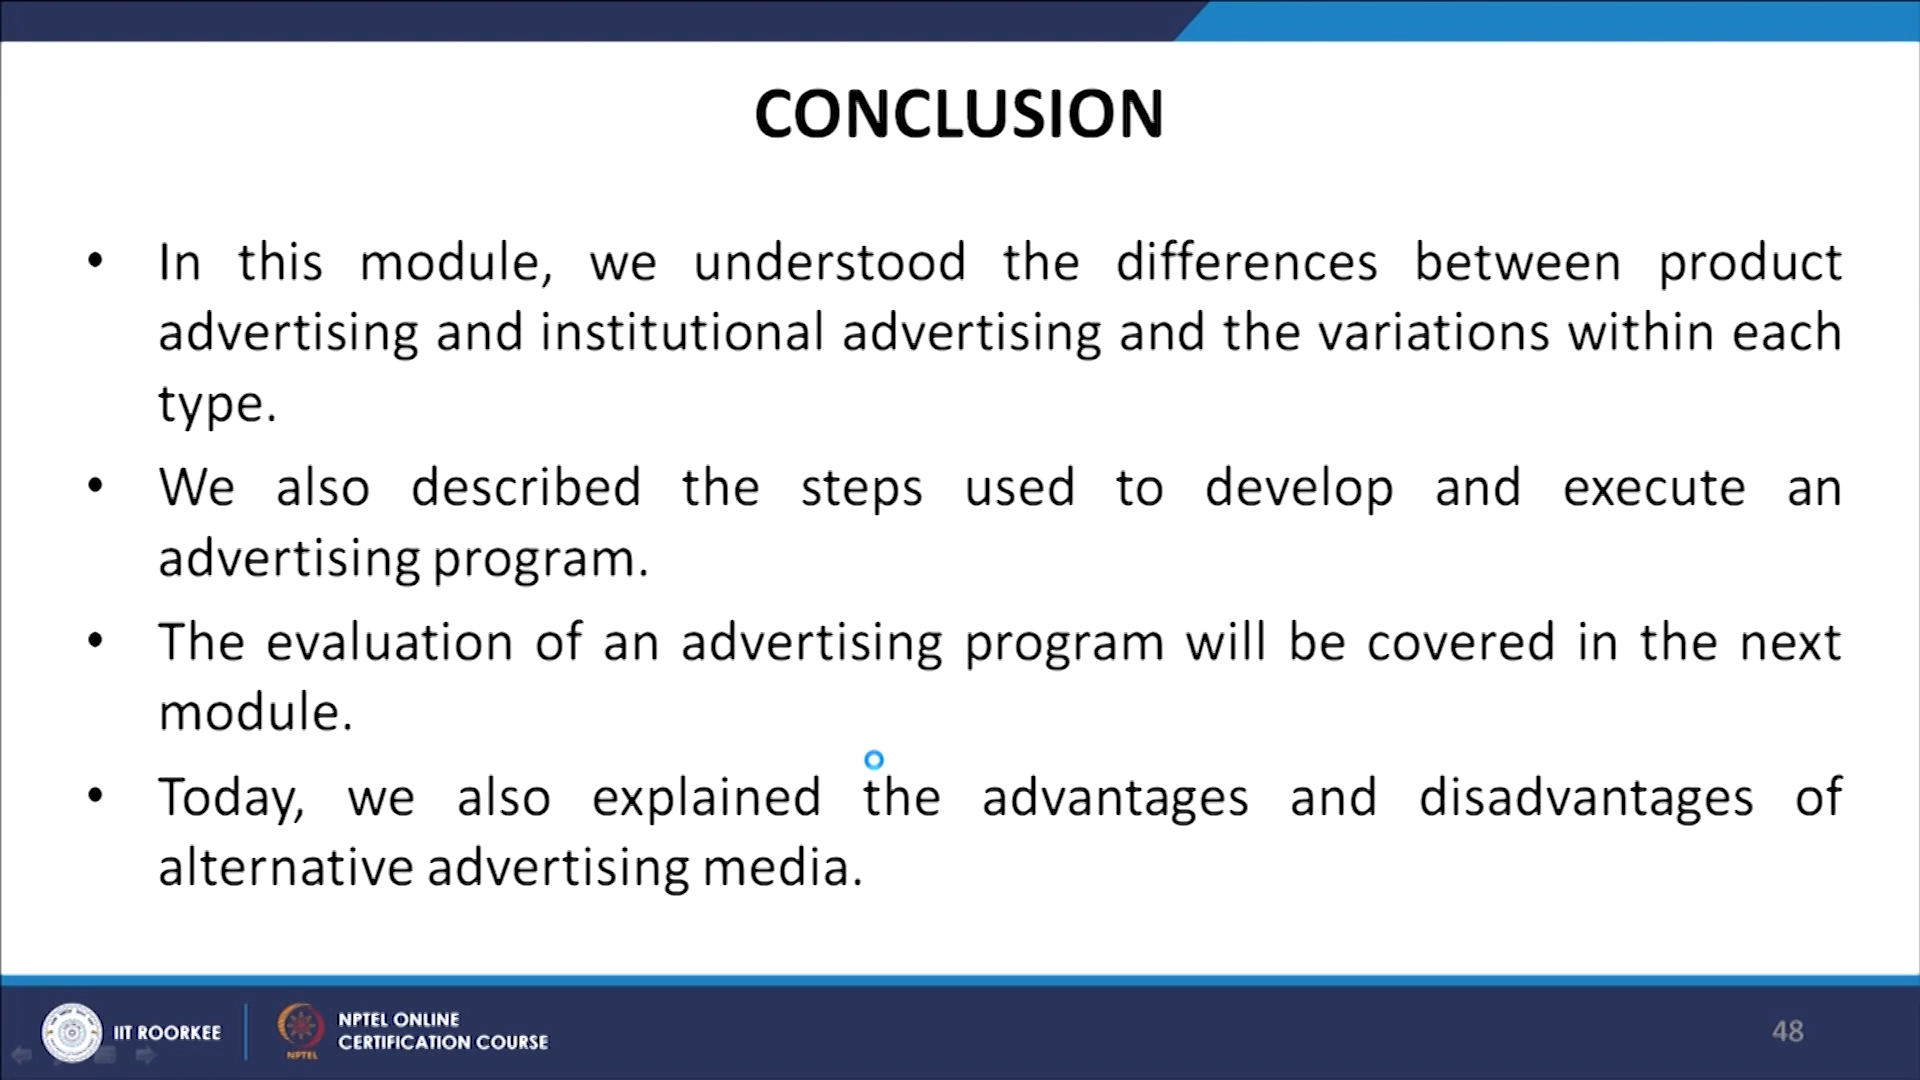 CONCLUSION
• In this module, we understood the differences between product
advertising and institutional advertising and the variations within each
type.
• We also described the steps used to develop and execute an
advertising program.
• The evaluation of an advertising program will be covered in the next
module.
• Today, we also explained the advantages and disadvantages of
alternative advertising media.
IIT ROORKEE
NPTEL
NPTEL ONLINE
CERTIFICATION COURSE
48